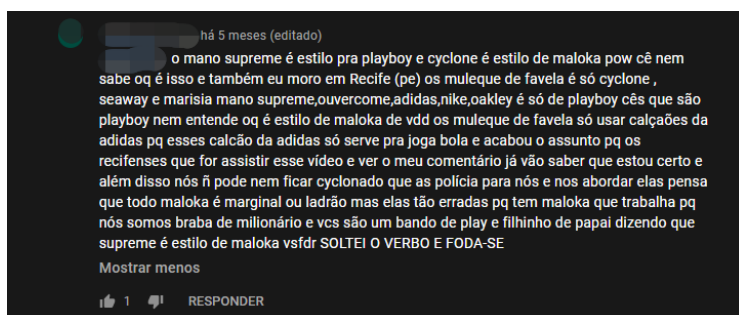 há 5 meses (editado)
o mano supreme é estilo pra playboy e cyclone é estilo de maloka pow cê nem
sabe oq é isso e também eu moro em Recife (pe) os muleque de favela é só cyclone ,
seaway e marisia mano supreme,ouvercome,adidas,nike,oakley é só de playboy cês que são
playboy nem entende oq é estilo de maloka de vdd os muleque de favela só usar calçaões da
adidas pq esses calcão da adidas só serve pra joga bola e acabou o assunto pq os
recifenses que for assistir esse vídeo e ver o meu comentário já vão saber que estou certo e
além disso nós ñ pode nem ficar cyclonado que as polícia para nós e nos abordar elas pensa
que todo maloka é marginal ou ladrão mas elas tão erradas pq tem maloka que trabalha pq
nós somos braba de milionário e vcs são um bando de play e filhinho de papai dizendo que
supreme é estilo de maloka vsfdr SOLTEI O VERBO E FODA-SE
Mostrar menos
1 RESPONDER